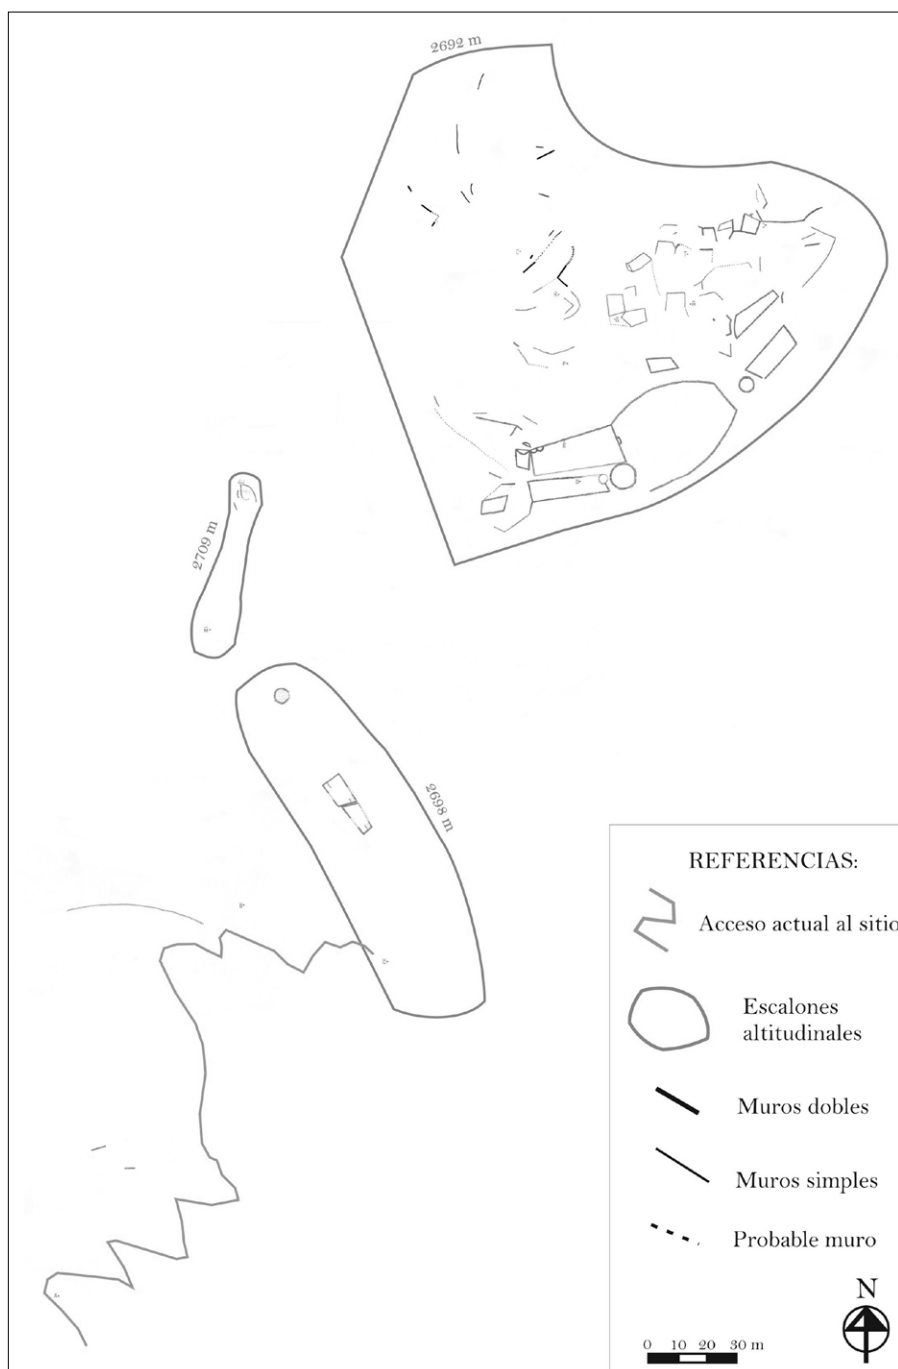 2692 m
2709 m
2698 m
REFERENCIAS:
Acceso actual al sitio
Escalones
altitudinales
Muros dobles
Muros simples
Probable muro
N
0 10 20 30 m